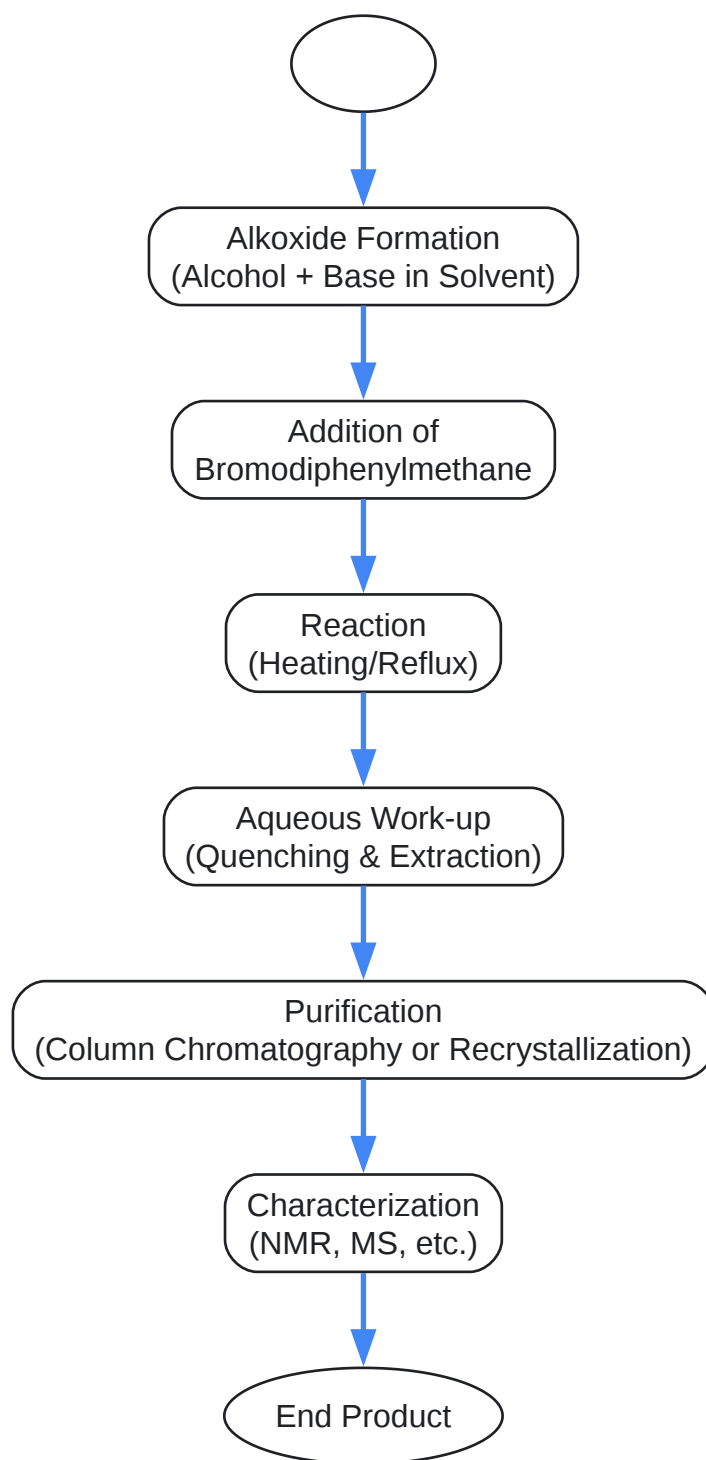 Alkoxide Formation
(Alcohol + Base in Solvent)
Addition of
Bromodiphenylmethane
Reaction
(Heating/Reflux)
Aqueous Work-up
(Quenching & Extraction)
Purification
(Column Chromatography or Recrystallization)
Characterization
(NMR, MS, etc.)
End Product